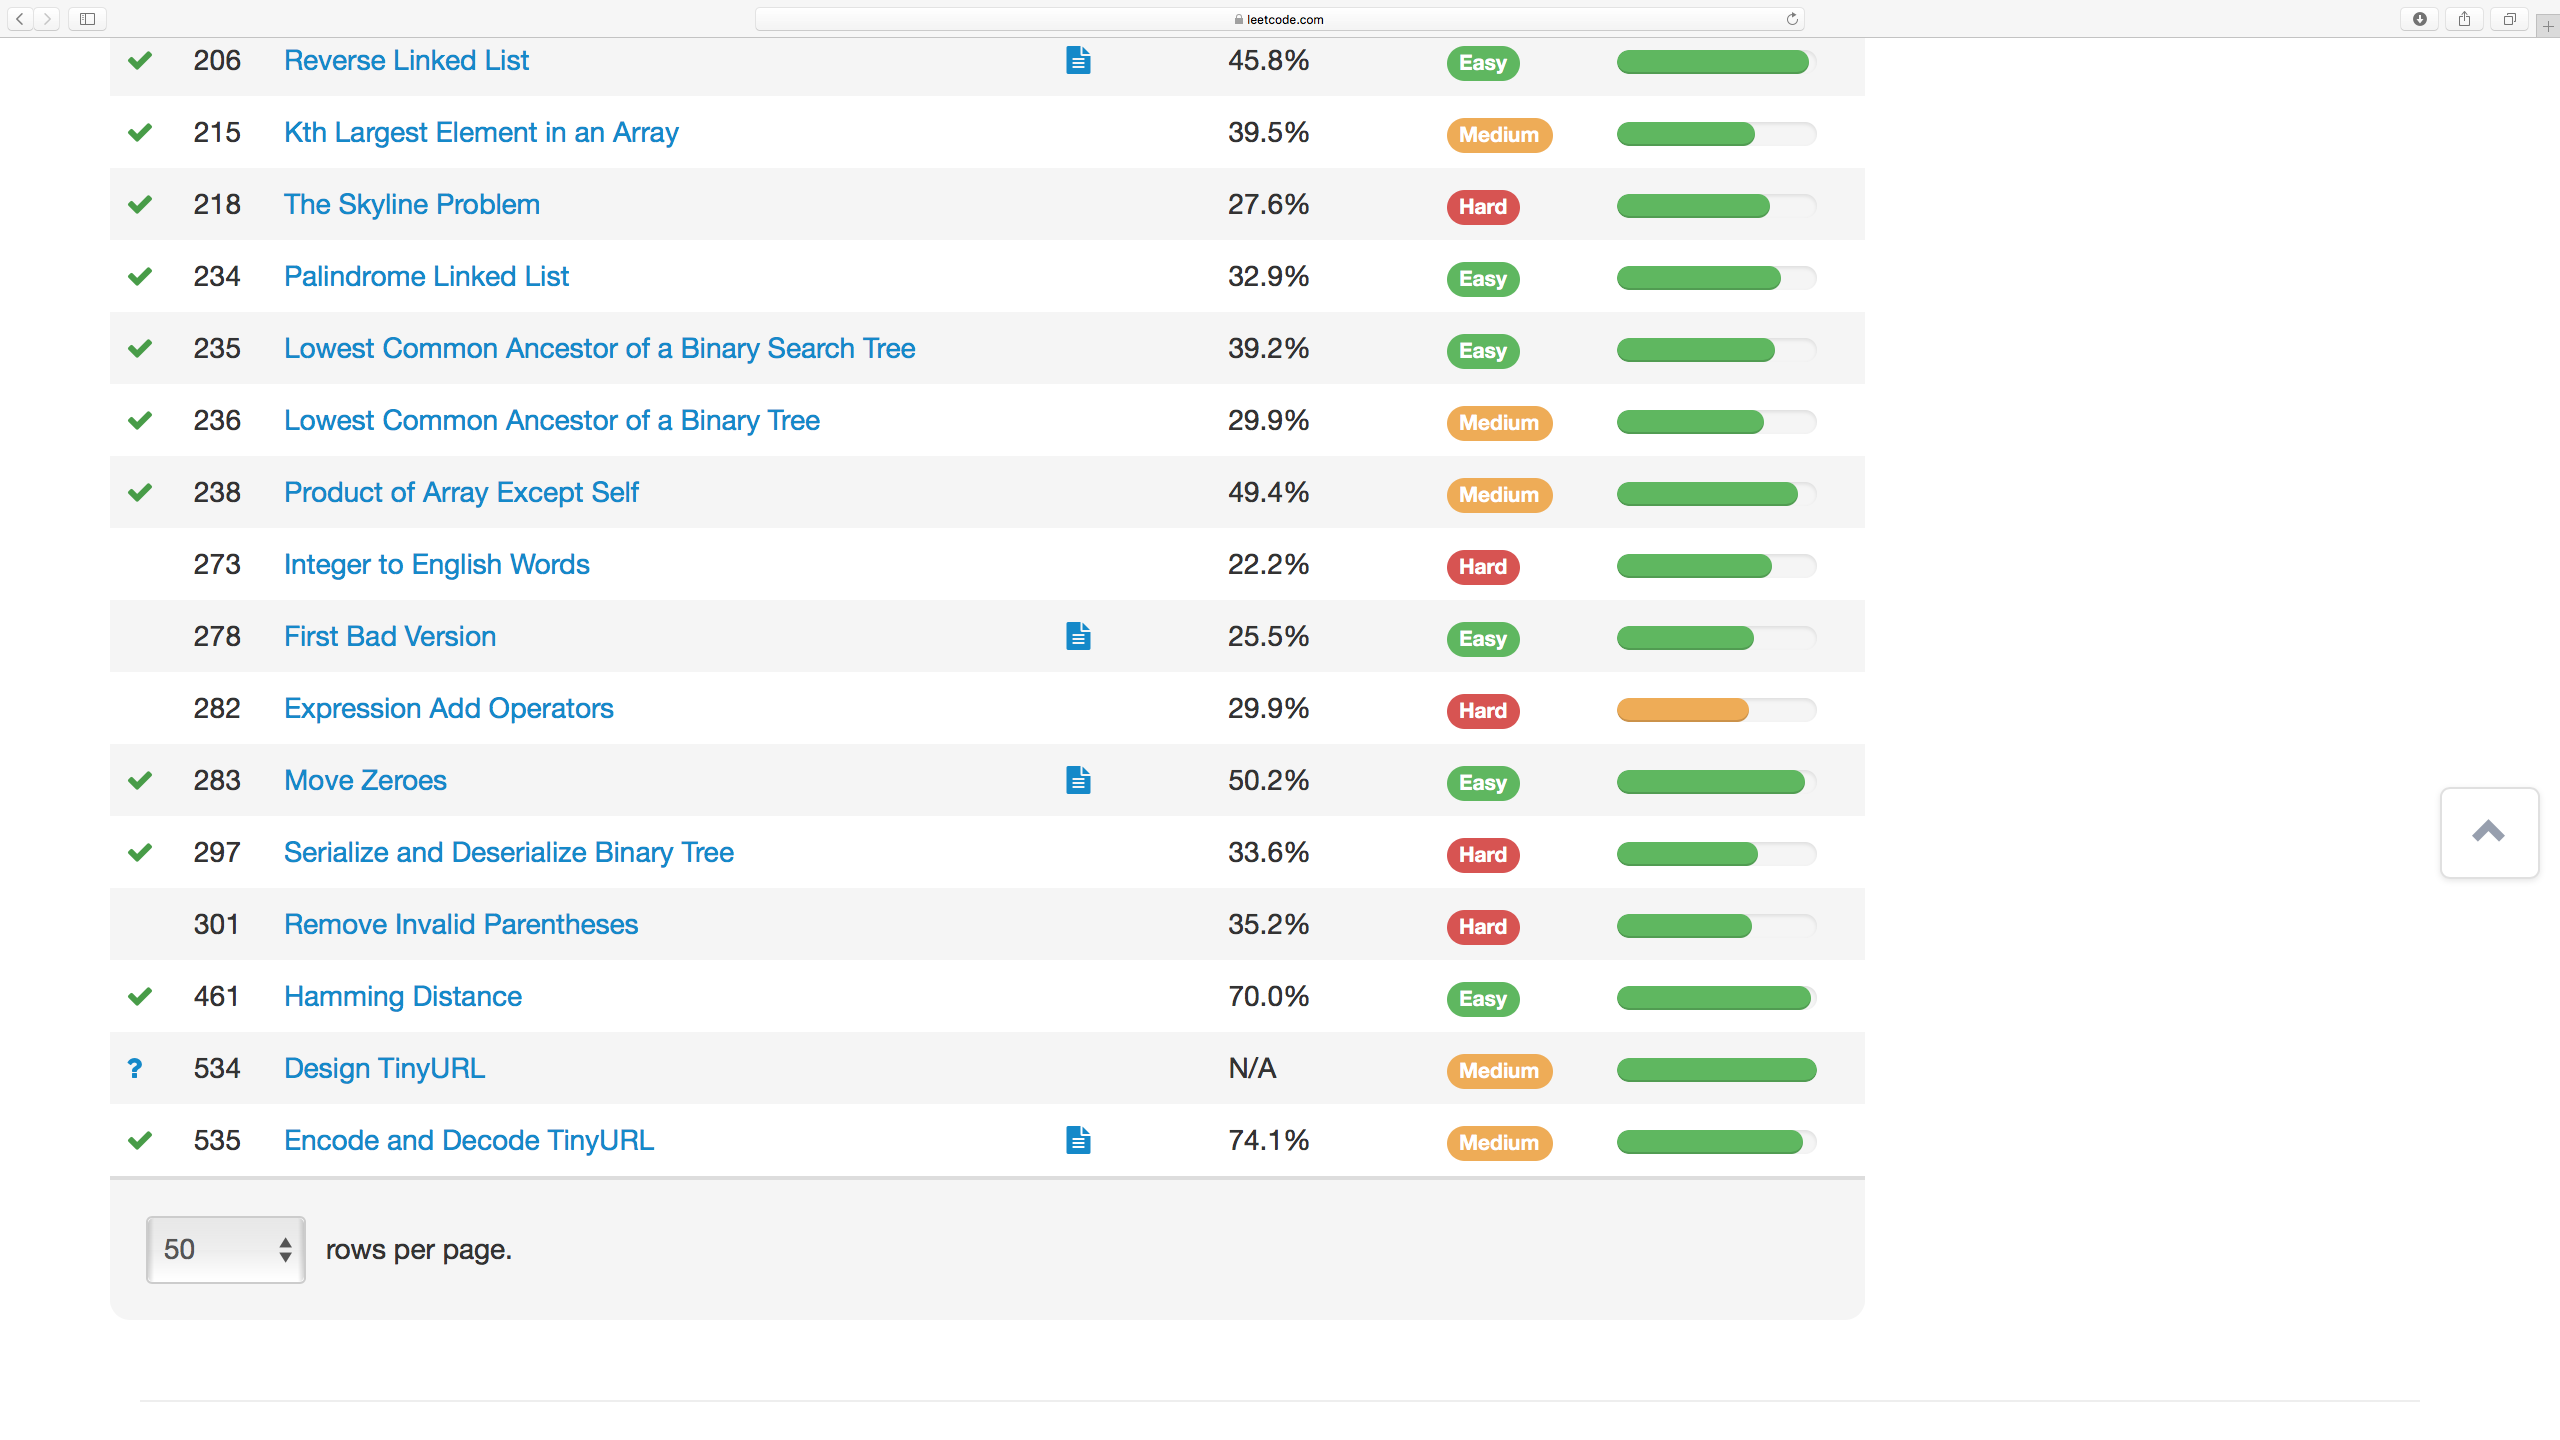 leetcode.com
206 Reverse Linked List 45.8% Easy
215 Kth Largest Element in an Array 39.5% Medium
218 The Skyline Problem 27.6% Hard
234 Palindrome Linked List 32.9% Easy
235 Lowest Common Ancestor of a Binary Search Tree 39.2% Easy
236 Lowest Common Ancestor of a Binary Tree 29.9% Medium
238 Product of Array Except Self 49.4% Medium
273 Integer to English Words 22.2% Hard
278 First Bad Version 25.5% Easy
282 Expression Add Operators 29.9% Hard
283 Move Zeroes 50.2% Easy
297 Serialize and Deserialize Binary Tree 33.6% Hard
301 Remove Invalid Parentheses 35.2% Hard
461 Hamming Distance 70.0% Easy
? 534 Design TinyURL N/A Medium
535 Encode and Decode TinyURL 74.1% Medium
50 rows per page.